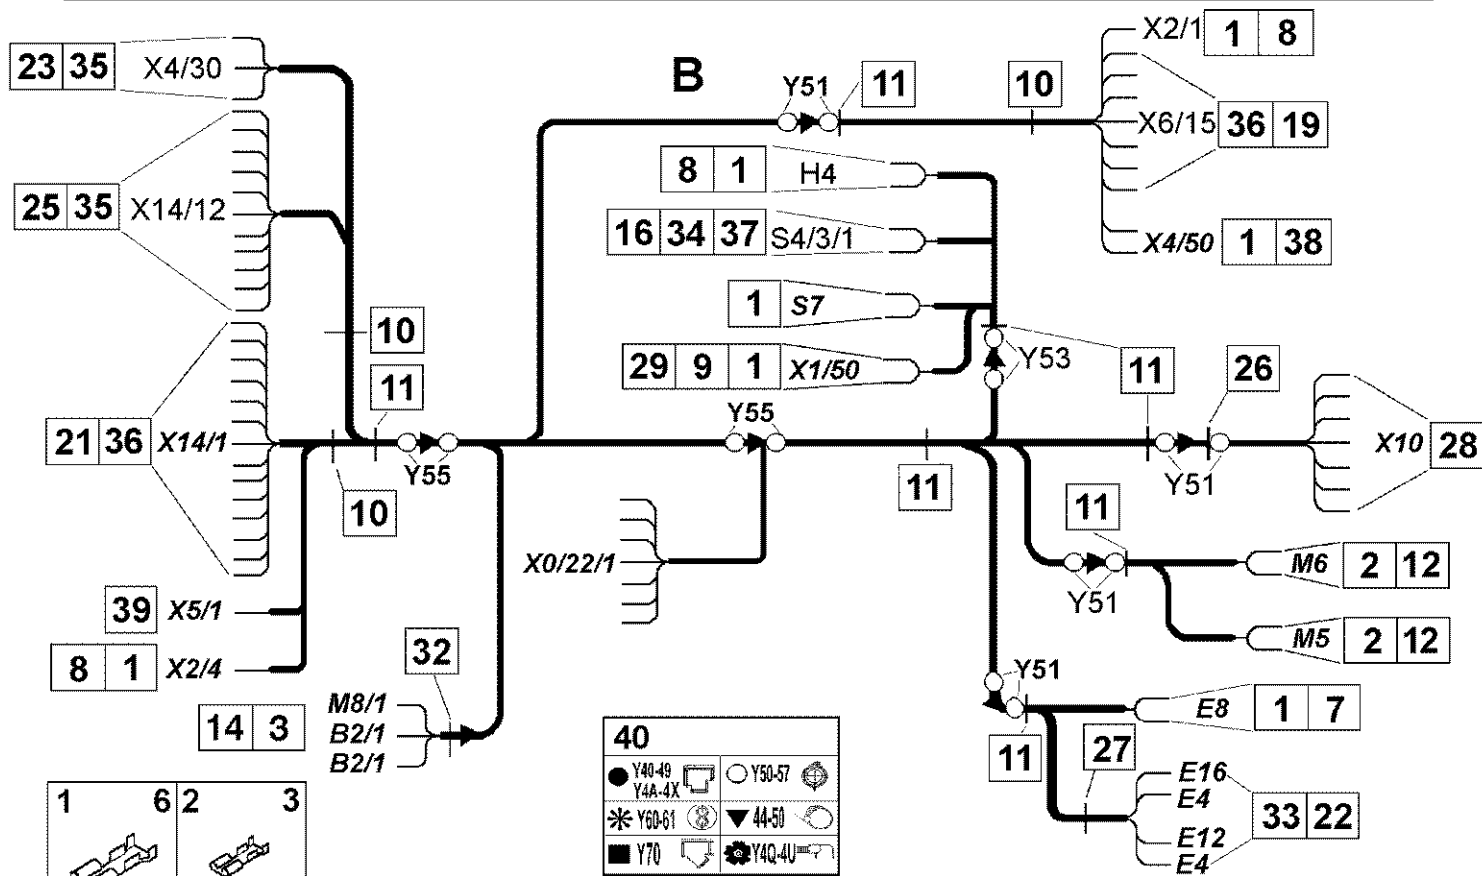 X2/1 1 8
23 35 X4/30
B
Y51
11
10
X6/15 36 19
8 1 H4
25 35 X14/12
16 34 37 S4/3/1
X4/50 1 38
1 S7
10
29 9 1 X1/50
Y53
11
26
11
Y55
21 36 X14/1
X10 28
Y55
Y51
11
10
11
X0/22/1
M6 2 12
Y51
39 X5/1
M5 2 12
8 1 X2/4
32
Y51
M8/1
14 3 B2/1
B2/1
E8 1 7
11
27
40
Y40-49
Y4A-4X
Y50-57
Y60-61 8 44-50
Y70 Y4Q-4U
E16
E4
33 22
E12
E4
1 6 2 3